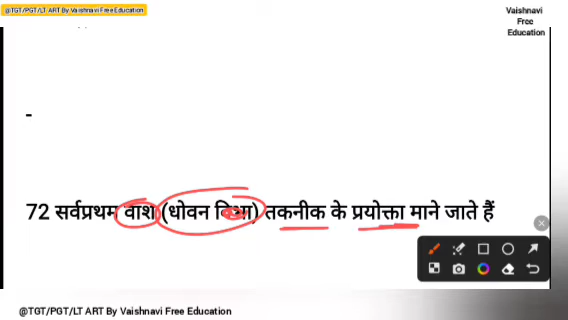 @TGT/PGT/LT ART By Vaishnavi Free Education
Vaishnavi
Free
Education
-
72 सर्वप्रथम वाश (धोवन विधा) तकनीक के प्रयोक्ता माने जाते हैं
@TGT/PGT/LT ART By Vaishnavi Free Education